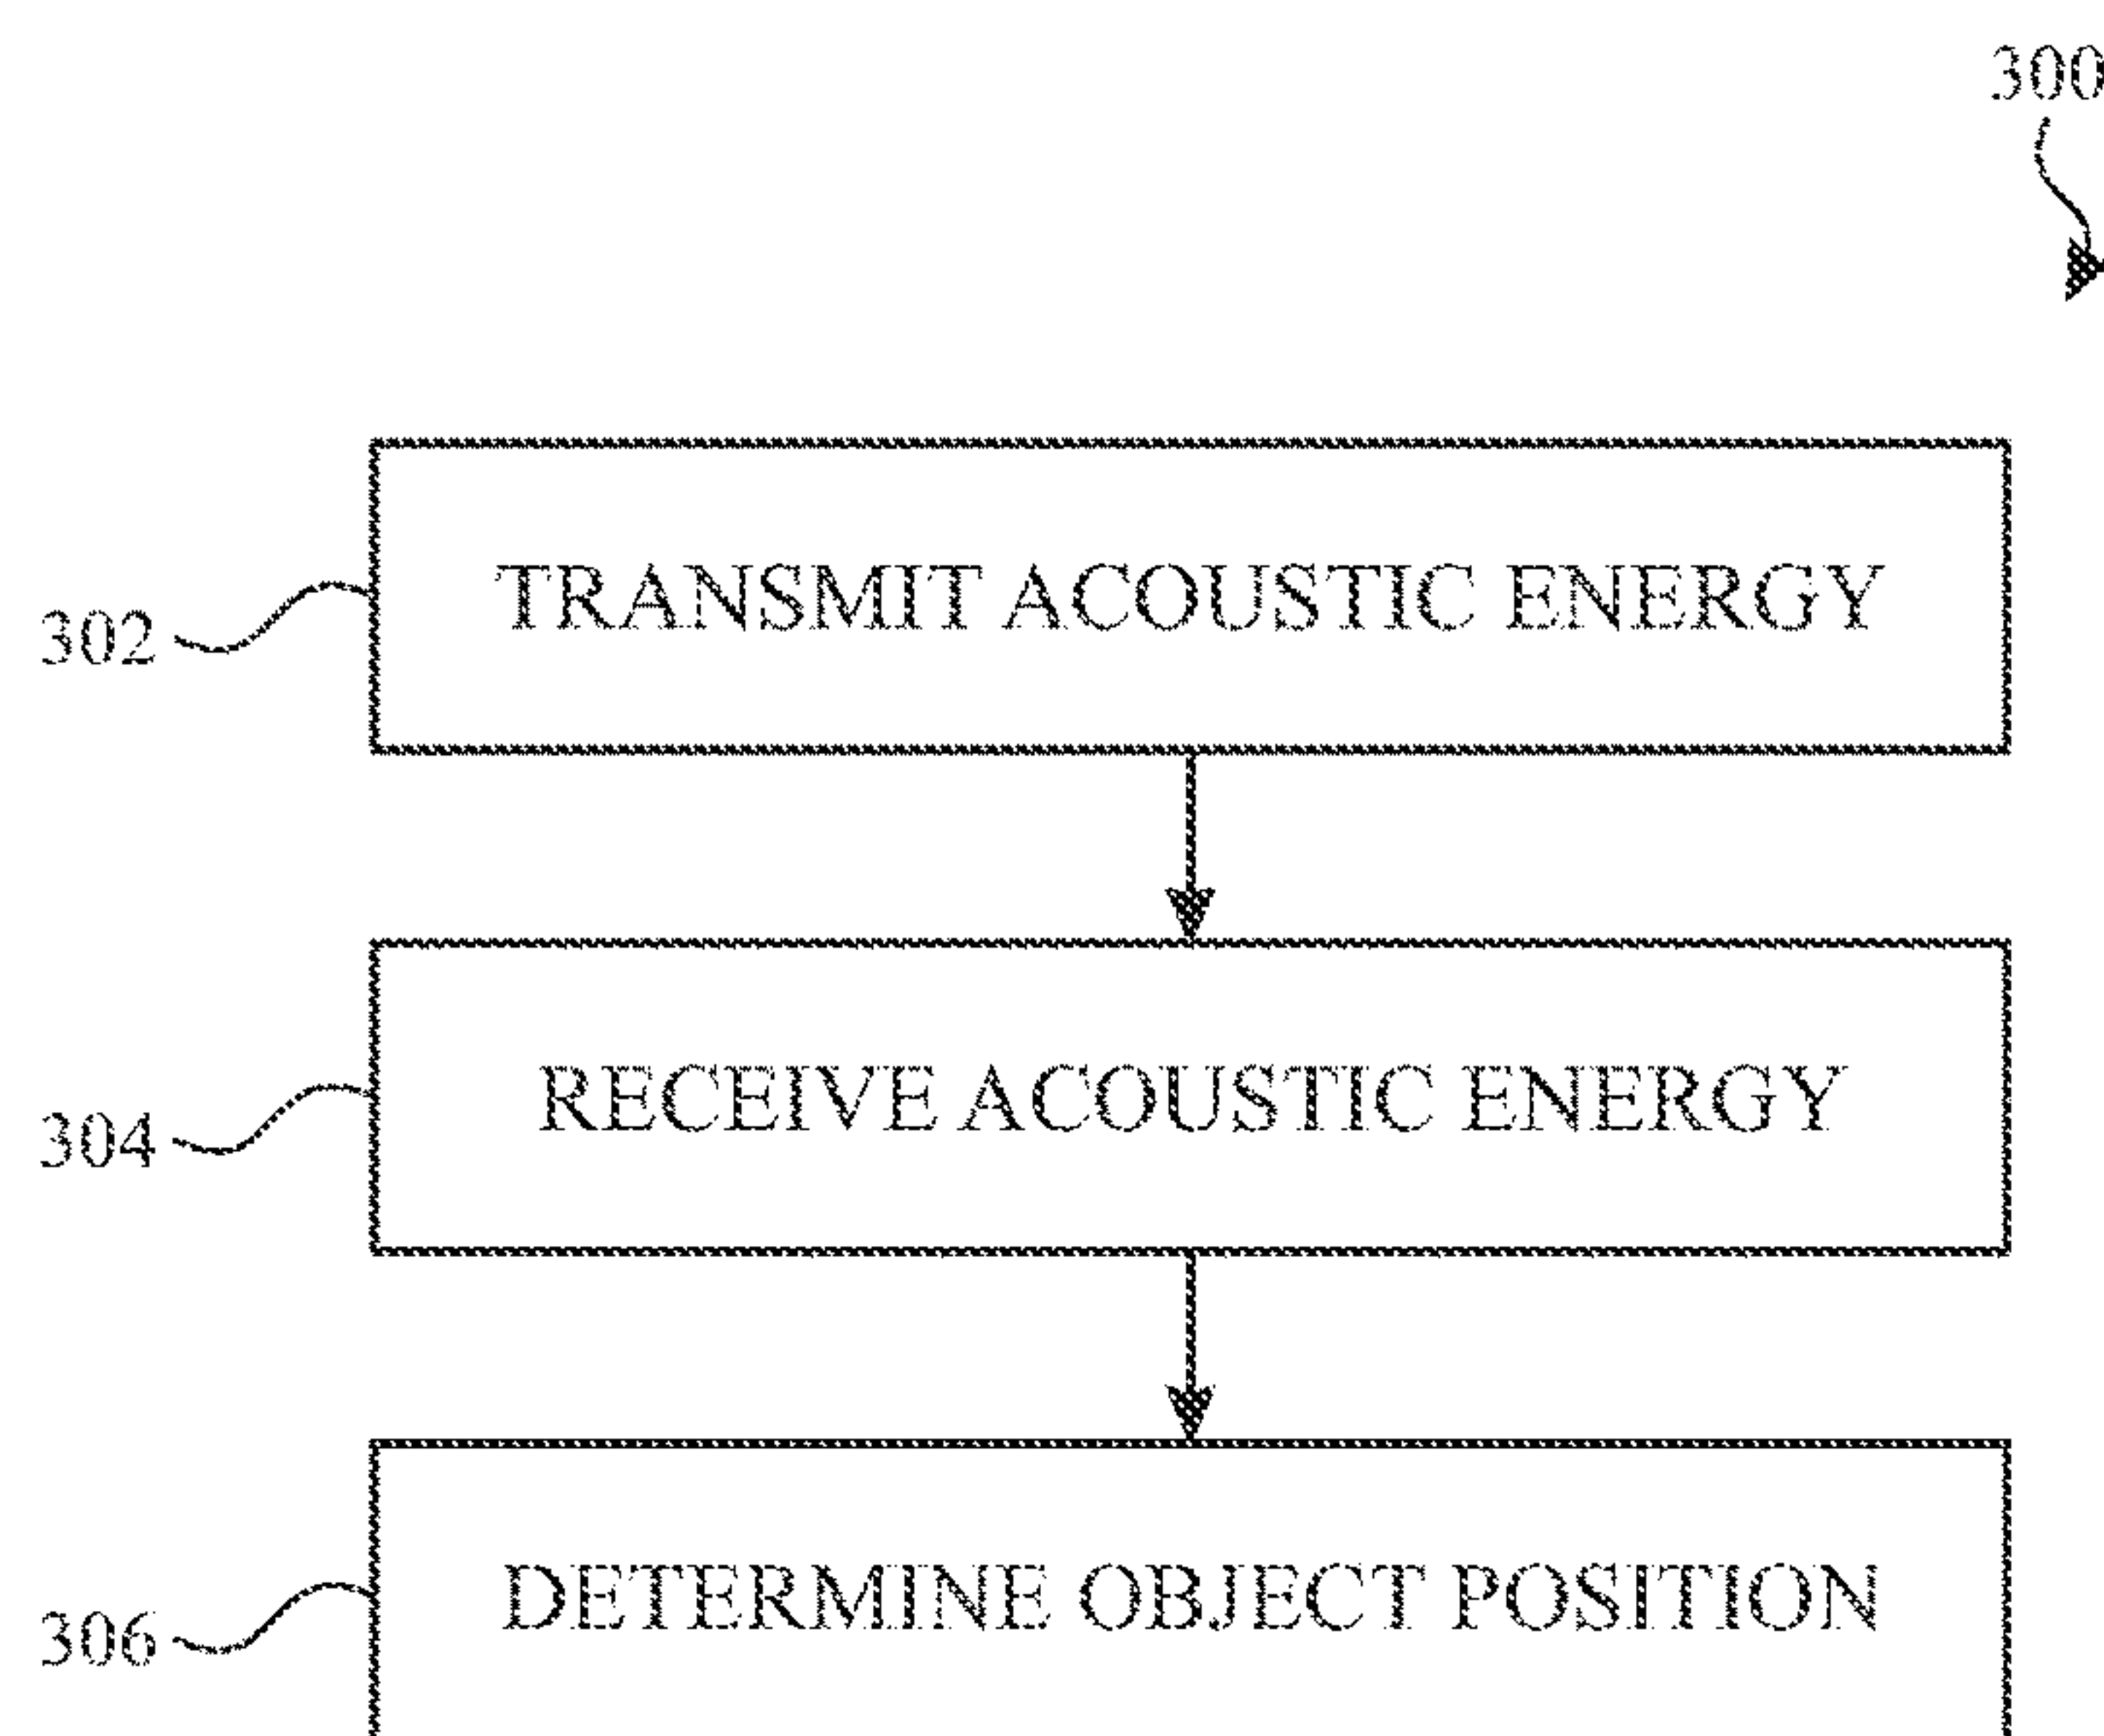 300
302
TRANSMIT ACOUSTIC ENERGY
304
RECEIVE ACOUSTIC ENERGY
306
DETERMINE OBJECT POSITION